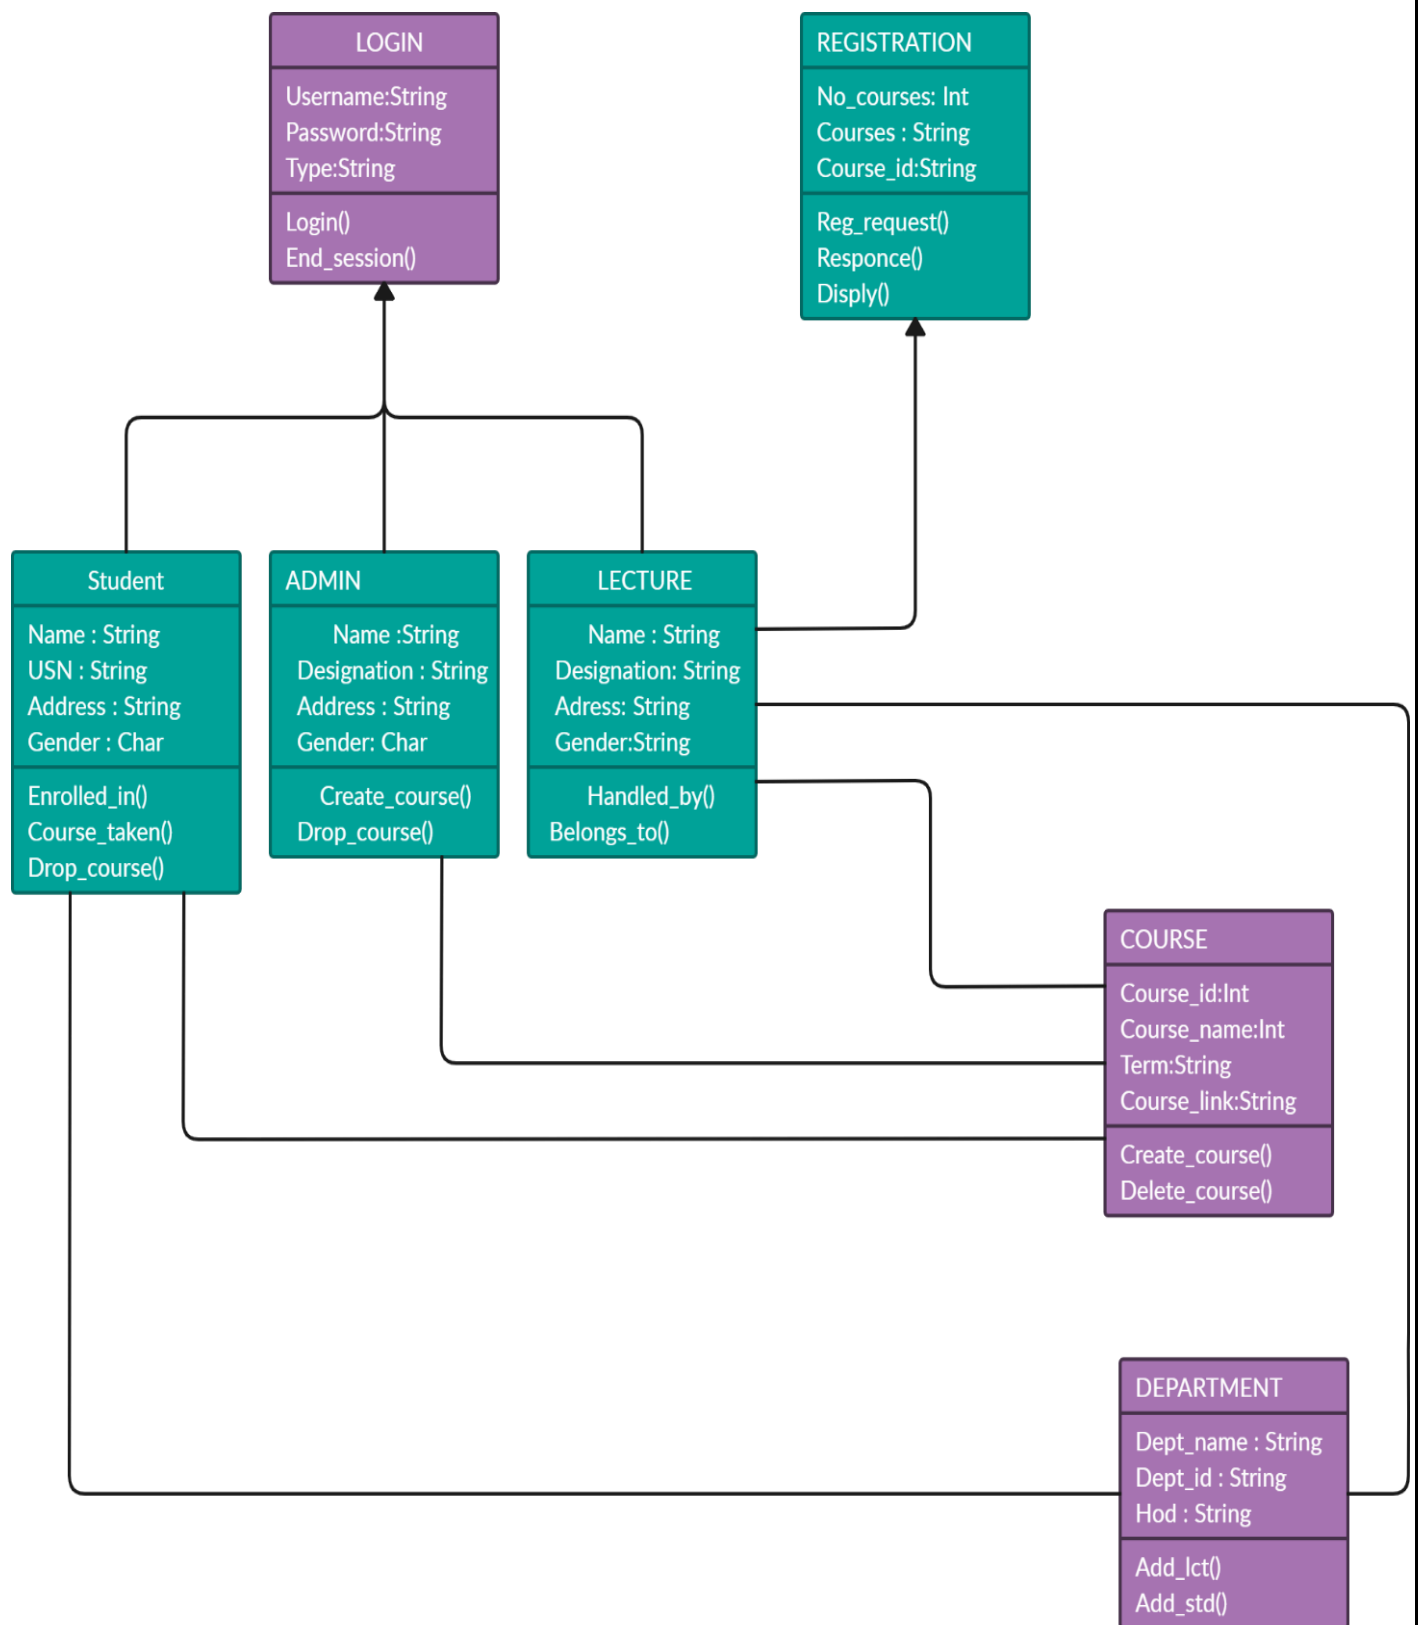 LOGIN
Username:String
Password:String
Type:String
Login()
End_session()
REGISTRATION
No_courses: Int
Courses : String
Course_id:String
Reg_request()
Responce()
Disply()
Student
Name : String
USN : String
Address : String
Gender : Char
Enrolled_in()
Course_taken()
Drop_course()
ADMIN
Name :String
Designation : String
Address : String
Gender: Char
Create_course()
Drop_course()
LECTURE
Name : String
Designation: String
Adress: String
Gender:String
Handled_by()
Belongs_to()
COURSE
Course_id:Int
Course_name:Int
Term:String
Course_link:String
Create_course()
Delete_course()
DEPARTMENT
Dept_name : String
Dept_id : String
Hod : String
Add_lct()
Add_std()